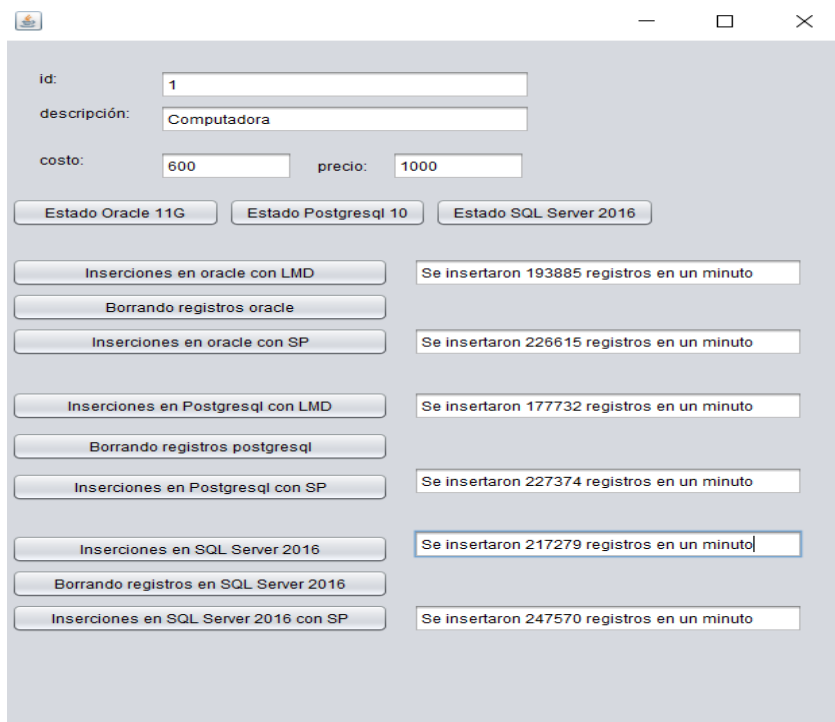 id: 1
descripción: Computadora
costo: 600 precio: 1000
Estado Oracle 11G Estado Postgresql 10 Estado SQL Server 2016
Inserciones en oracle con LMD Se insertaron 193885 registros en un minuto
Borrando registros oracle
Inserciones en oracle con SP Se insertaron 226615 registros en un minuto
Inserciones en Postgresql con LMD Se insertaron 177732 registros en un minuto
Borrando registros postgresql
Inserciones en Postgresql con SP Se insertaron 227374 registros en un minuto
Inserciones en SQL Server 2016 Se insertaron 217279 registros en un minuto
Borrando registros en SQL Server 2016
Inserciones en SQL Server 2016 con SP Se insertaron 247570 registros en un minuto